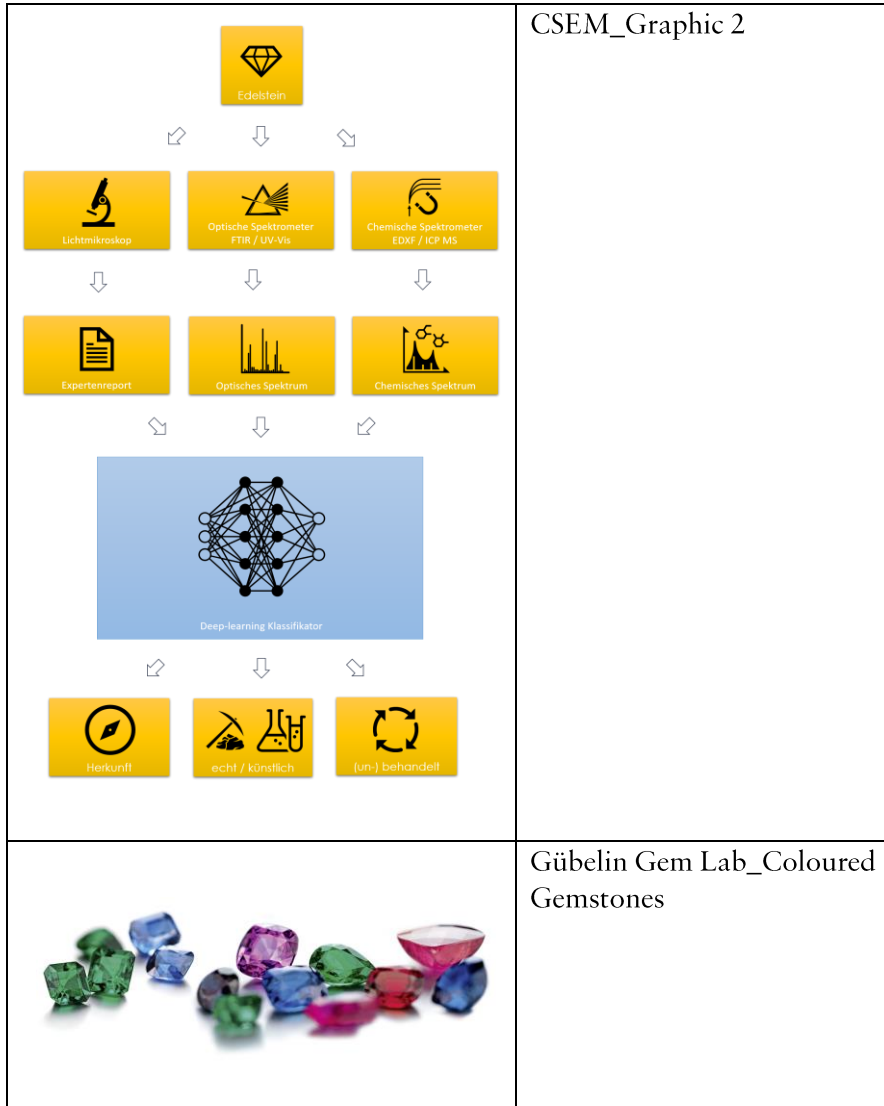 CSEM_Graphic 2
Edelstein
Lichtmikroskop
Optische Spektrometer
FTIR / UV-Vis
Chemische Spektrometer
EDXF / ICP MS
Expertenreport
Optisches Spektrum
Chemisches Spektrum
Deep-learning Klassifikator
Herkunft
echt / künstlich
(un-) behandelt
Gübelin Gem Lab_Coloured
Gemstones